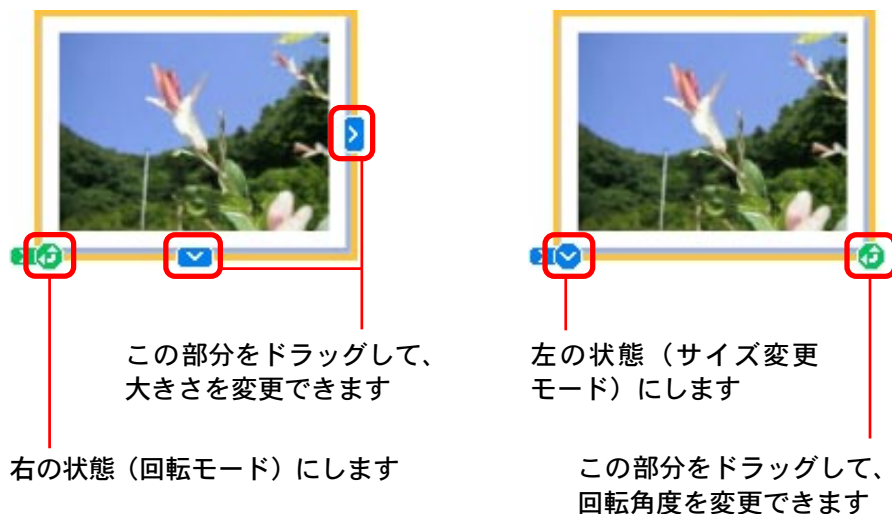 この部分をドラッグして、
大きさを変更できます
右の状態（回転モード）にします
左の状態（サイズ変更
モード）にします
この部分をドラッグして、
回転角度を変更できます